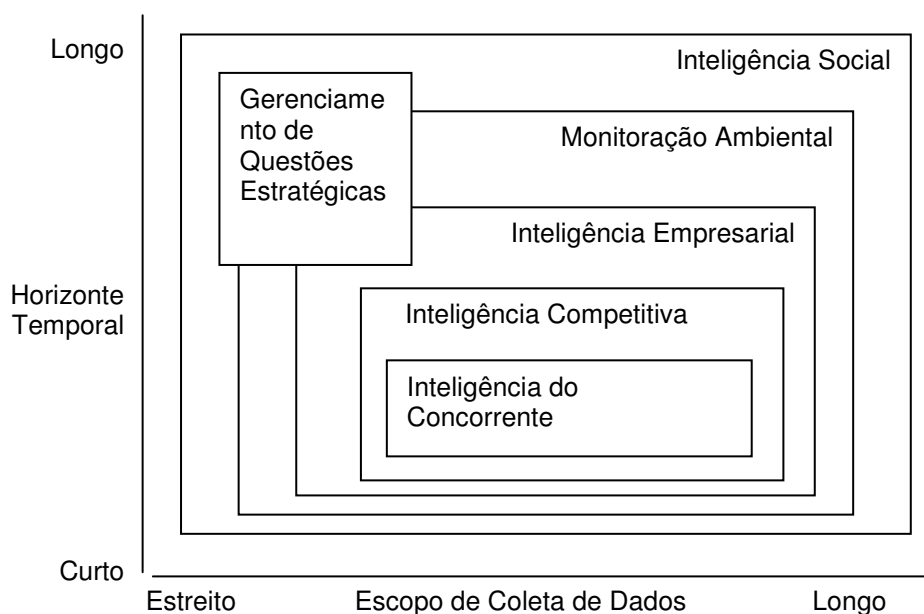 Longo
Inteligência Social
Gerenciame
nto de
Questões
Estratégicas
Monitoração Ambiental
Inteligência Empresarial
Horizonte
Temporal
Inteligência Competitiva
Inteligência do
Concorrente
Curto
Estreito
Escopo de Coleta de Dados
Longo